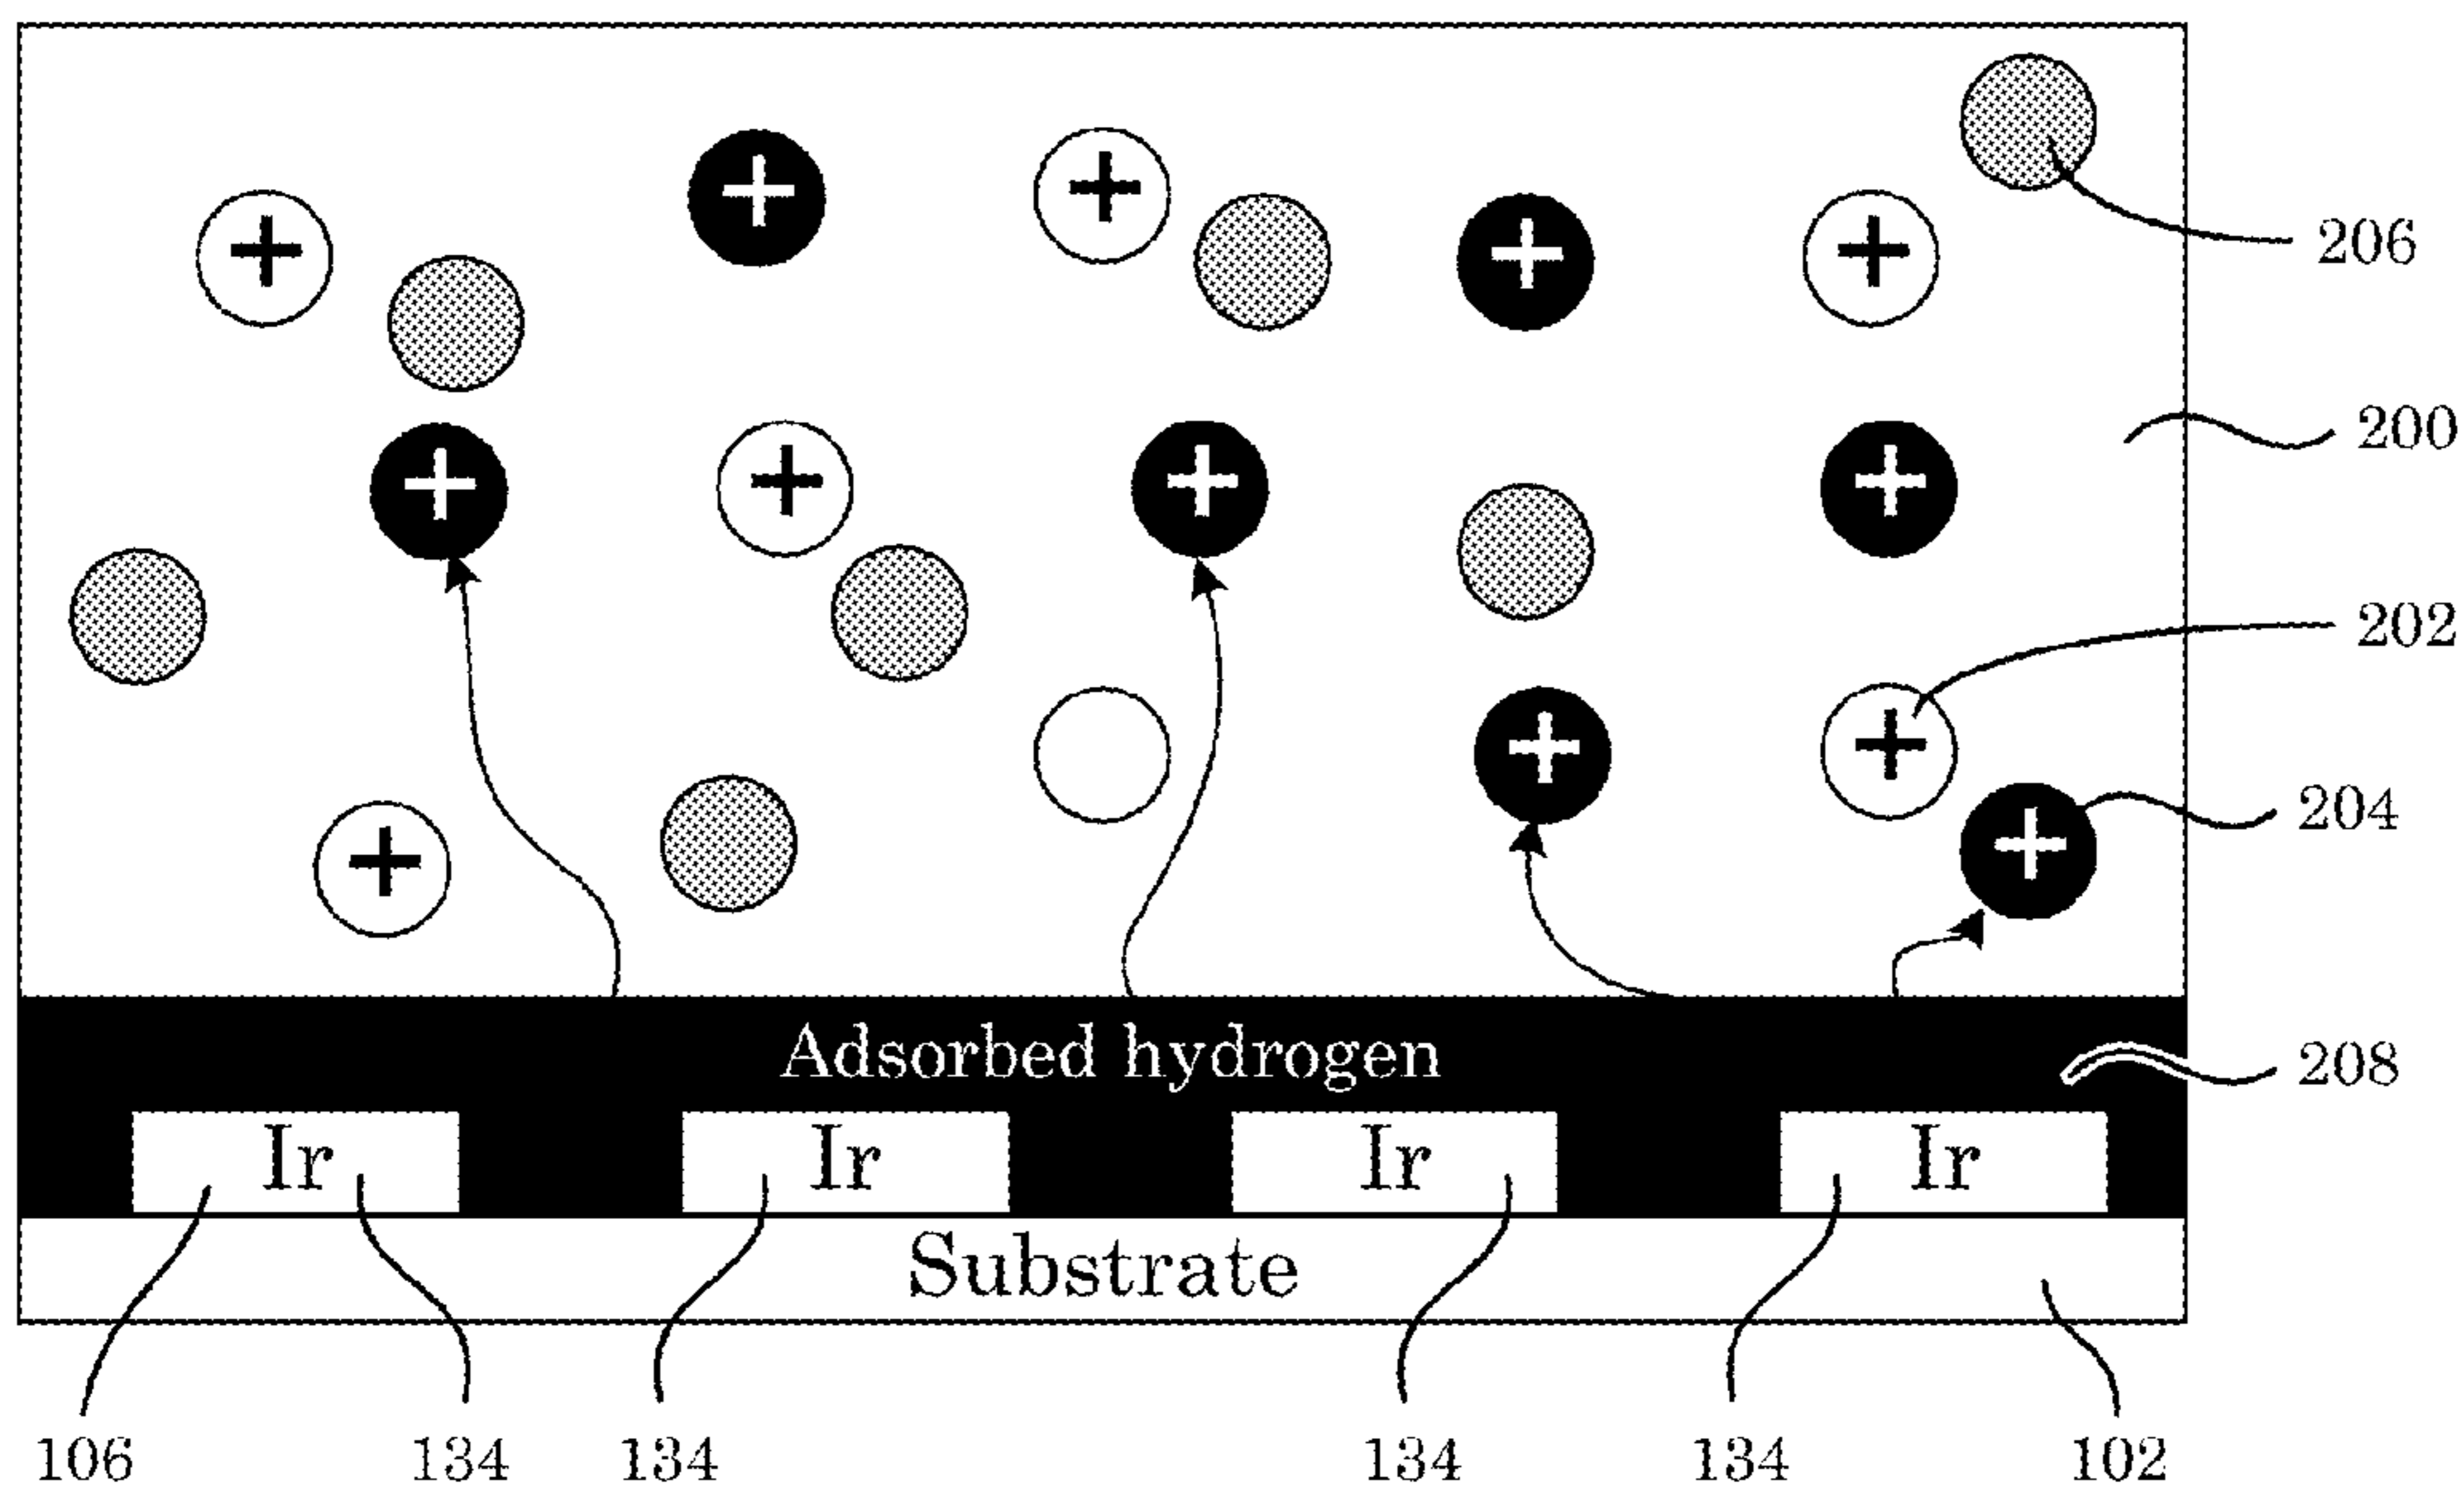 206
200
202
204
Adsorbed hydrogen
208
Ir Ir Ir Ir
Substrate
106 134 134 134 134 102